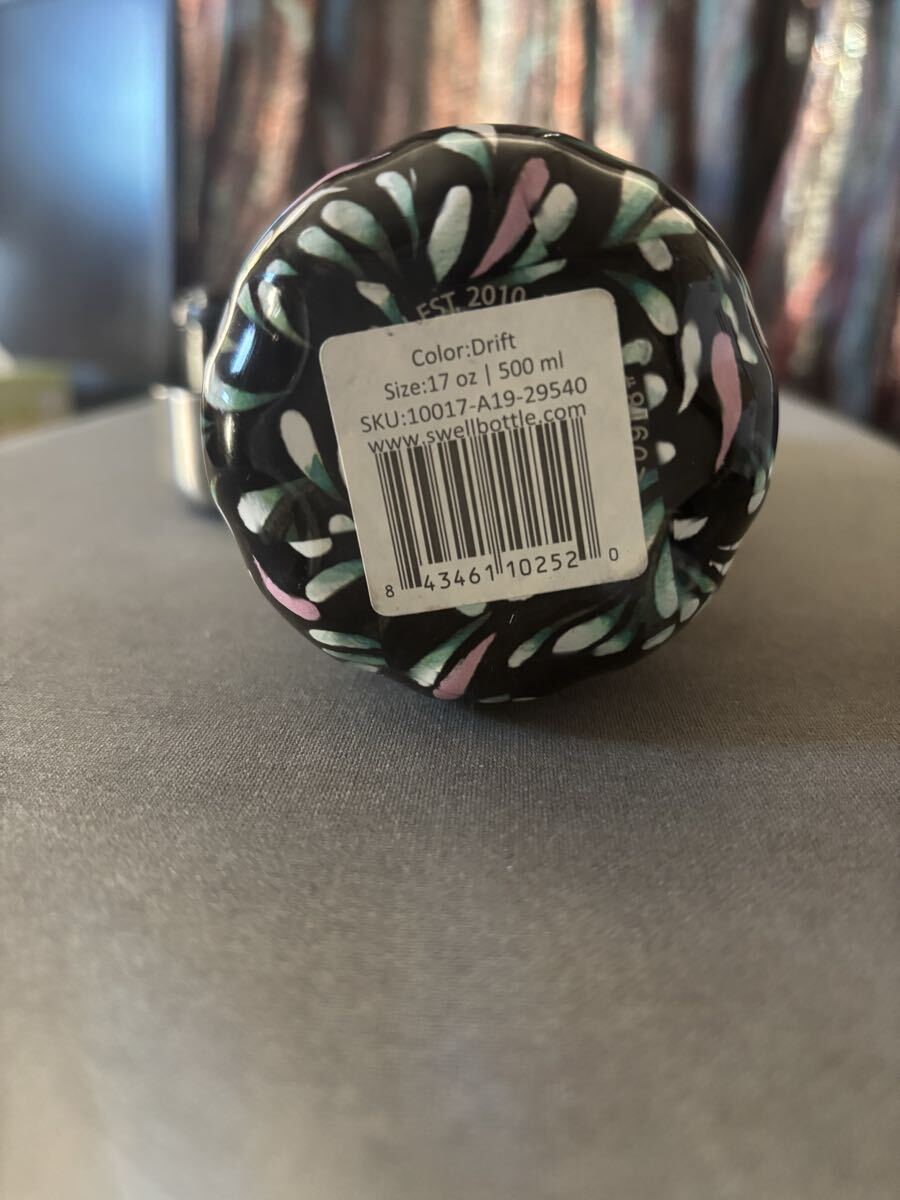 EST. 2010
Color:Drift
Size:17 oz | 500 ml
SKU:10017-A19-29540
www.swellbottle.com
8 43461 10252 0